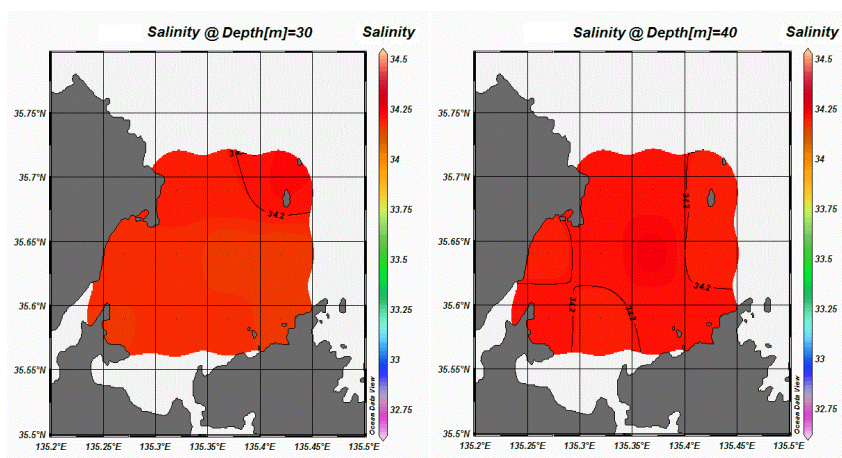 Salinity @ Depth[m]=30
Salinity
34.5
34.25
34
33.75
33.5
33.25
33
32.75
35.75°N
35.7°N
35.65°N
35.6°N
35.55°N
35.5°N
135.2°E
135.25°E
135.3°E
135.35°E
135.4°E
135.45°E
135.5°E
34.2
Ocean Data View
Salinity @ Depth[m]=40
Salinity
34.5
34.25
34
33.75
33.5
33.25
33
32.75
35.75°N
35.7°N
35.65°N
35.6°N
35.55°N
35.5°N
135.2°E
135.25°E
135.3°E
135.35°E
135.4°E
135.45°E
135.5°E
34.2
34.2
34.2
34.2
Ocean Data View